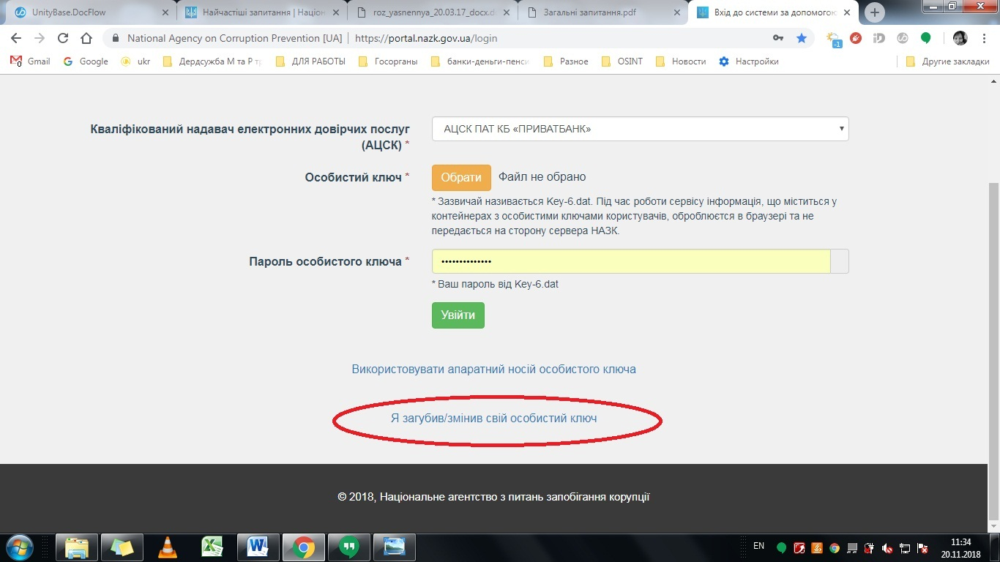 UnityBase.DocFlow
Найчастіші запитання | Націон
roz_yasnennya_20.03.17_docx.d
Загальні запитання.pdf
Вхід до системи за допомогою
National Agency on Corruption Prevention [UA]
https://portal.nazk.gov.ua/login
-1
0
Gmail
Google
ukr
Дердсужба М та Р тр
ДЛЯ РАБОТЫ
Госорганы
банки-деньги-пенси
Разное
OSINT
Новости
Настройки
Другие закладки
Кваліфікований надавач електронних довірчих послуг
(АЦСК) *
АЦСК ПАТ КБ «ПРИВАТБАНК»
Особистий ключ *
Обрати
Файл не обрано
* Зазвичай називається Key-6.dat. Під час роботи сервісу інформація, що міститься у
контейнерах з особистими ключами користувачів, оброблюєтся в браузері та не
передається на сторону сервера НАЗК.
Пароль особистого ключа *
••••••••••••••
* Ваш пароль від Key-6.dat
Увійти
Використовувати апаратний носій особистого ключа
Я загубив/змінив свій особистий ключ
© 2018, Національне агентство з питань запобігання корупції
EN
11:34
20.11.2018